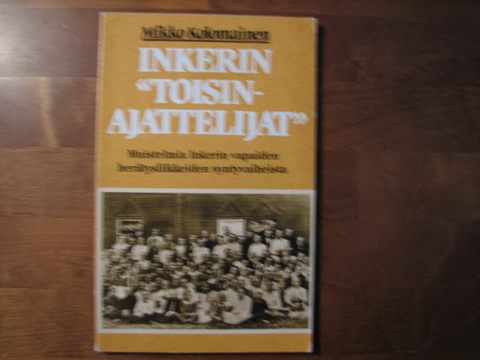 Mikko Kolomainen
INKERIN
“TOISIN-
AJATTELIJAT”
Muistelmia Inkerin vapaiden
herätysliikkeiden syntyvaiheista